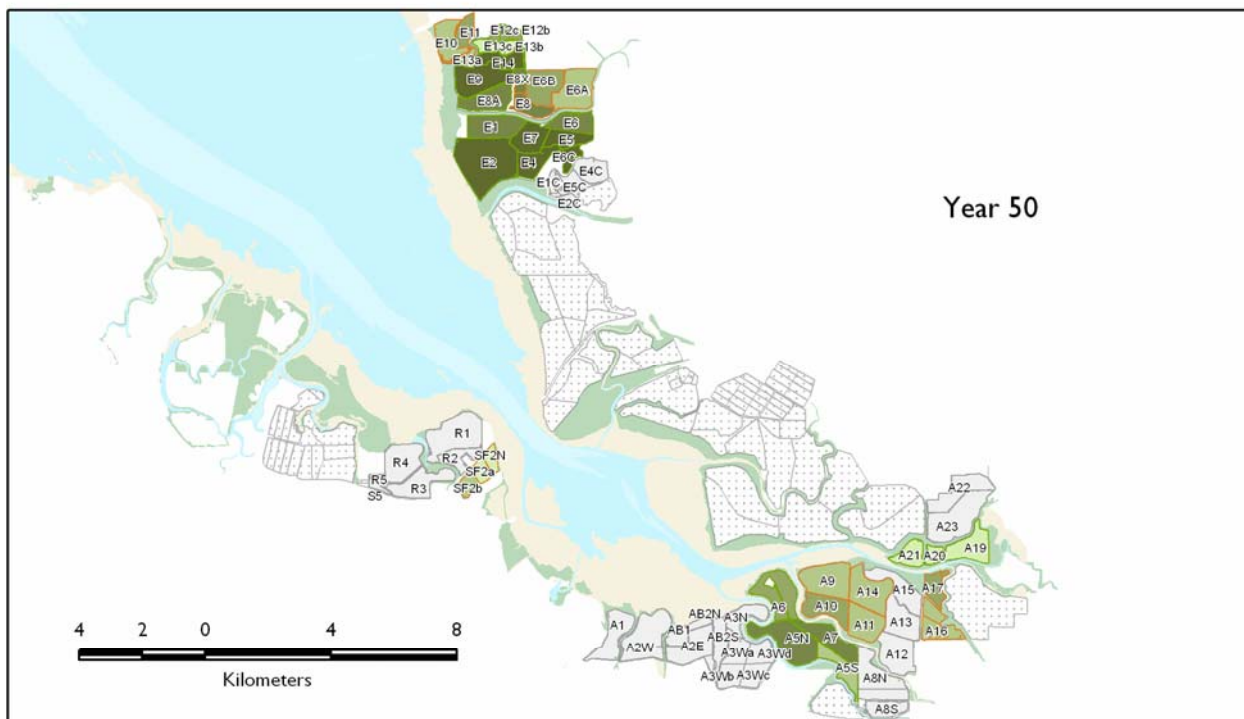 E11
E12c E12b
E10
E13c E13b
E13a
E14
E9
E8X
E6B
E6A
E8A
E8
E1
E6
E7
E5
E2
E4
E6C
E4C
E1C
E5C
E2C
Year 50
R1
R2
SF2N
R4
SF2a
R5
R3
SF2b
S5
A22
A23
A21
A20
A19
A9
A14
A15
A17
A6
A10
A11
A13
A16
A1
AB2N
A3N
AB1
AB2S
A5N
A7
A2W
A2E
A3Wa
A3Wd
A12
A3Wb
A3Wc
A5S
A8N
A8S
4 2 0 4 8
Kilometers